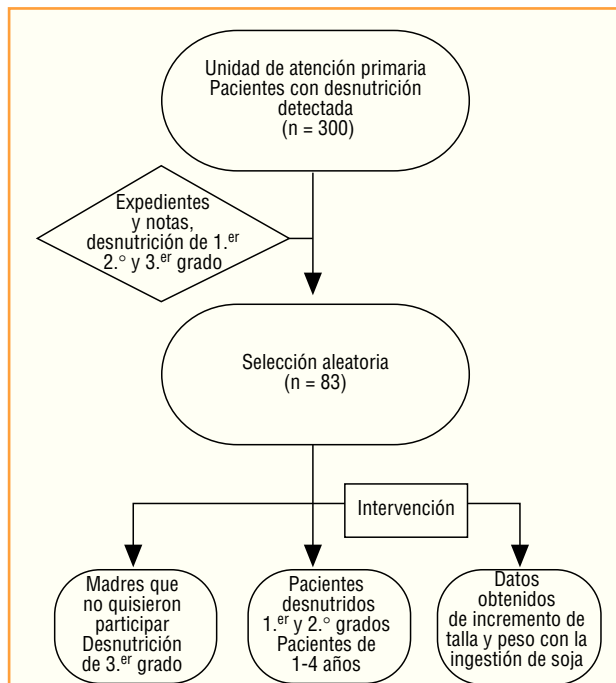 Unidad de atención primaria
Pacientes con desnutrición
detectada
(n = 300)
Expedientes
y notas,
desnutrición de 1.er
2.° y 3.er grado
Selección aleatoria
(n = 83)
Intervención
Madres que
no quisieron
participar
Desnutrición
de 3.er grado
Pacientes
desnutridos
1.er y 2.° grados
Pacientes de
1-4 años
Datos
obtenidos
de incremento de
talla y peso con la
ingestión de soja